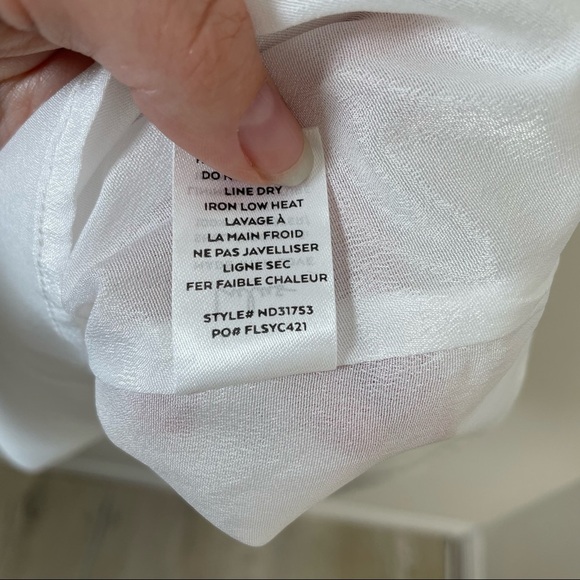 DO
LINE DRY
IRON LOW HEAT
LAVAGE À
LA MAIN FROID
NE PAS JAVELLISER
LIGNE SEC
FER FAIBLE CHALEUR
STYLE# ND31753
PO# FLSYC421